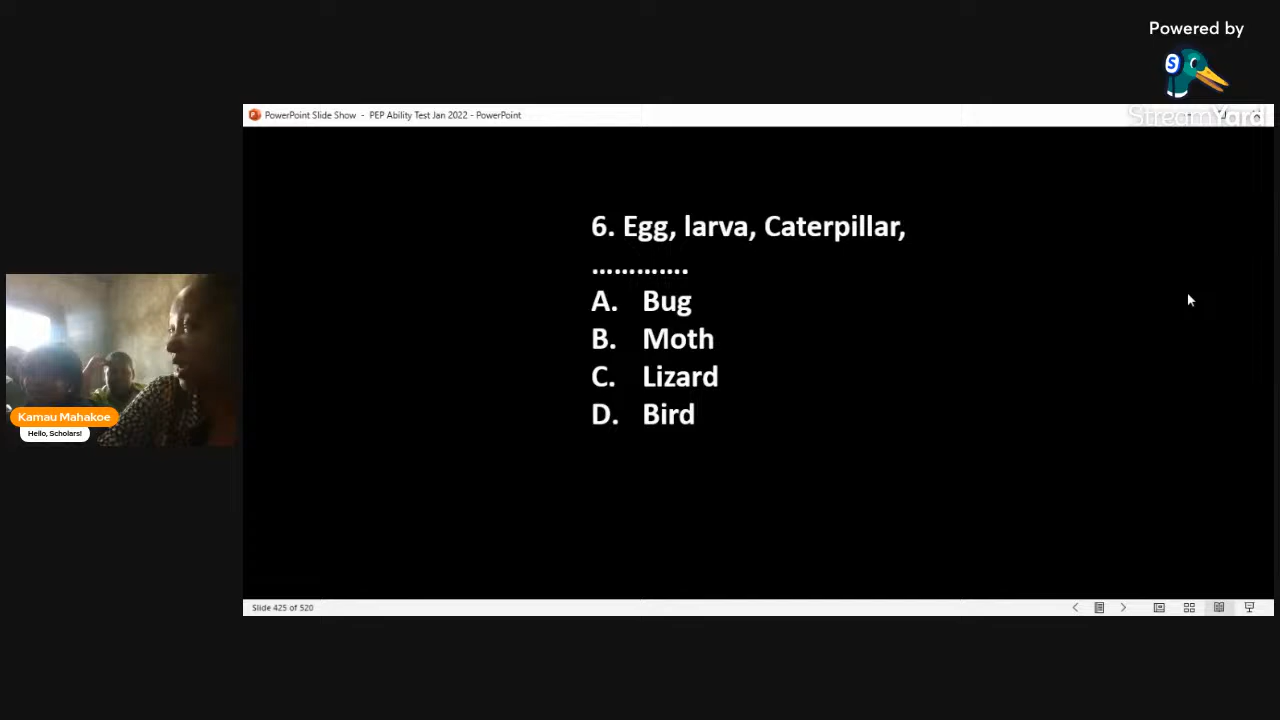 Powered by
StreamYard
PowerPoint Slide Show - PEP Ability Test Jan 2022 - PowerPoint
6. Egg, larva, Caterpillar,
.............
A. Bug
B. Moth
C. Lizard
D. Bird
Kamau Mahakoe
Hello, Scholars!
Slide 425 of 520